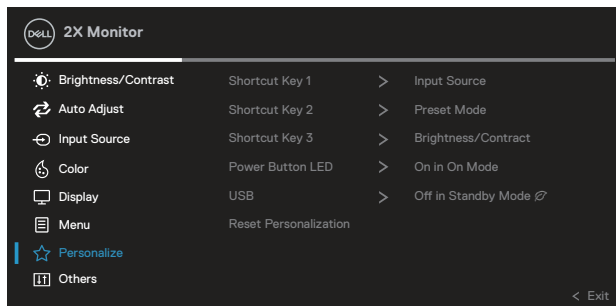 DELL 2X Monitor
Brightness/Contrast Shortcut Key 1 > Input Source
Auto Adjust Shortcut Key 2 > Preset Mode
Input Source Shortcut Key 3 > Brightness/Contract
Color Power Button LED > On in On Mode
Display USB > Off in Standby Mode
Menu Reset Personalization
Personalize
Others
< Exit